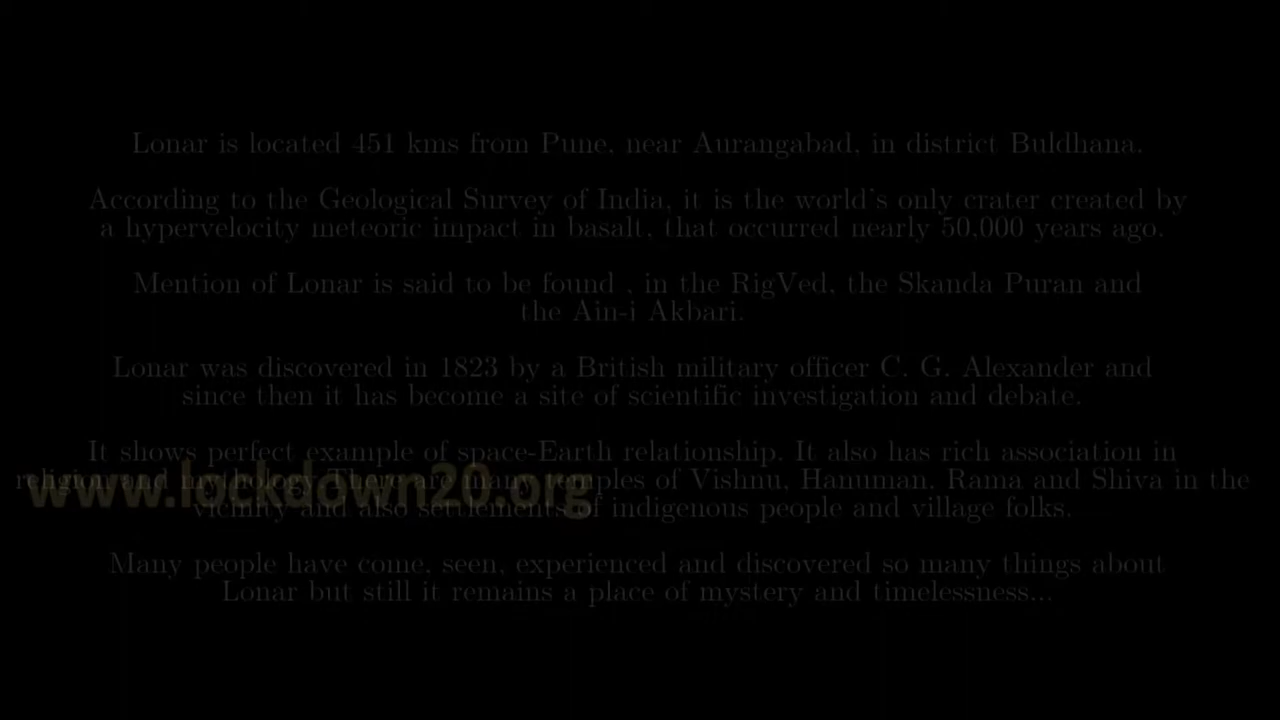 Lonar is located 451 kms from Pune, near Aurangabad, in district Buldhana.
According to the Geological Survey of India, it is the world's only crater created by
a hypervelocity meteoric impact in basalt, that occurred nearly 50,000 years ago.
Mention of Lonar is said to be found , in the RigVed, the Skanda Puran and
the Ain-i Akbari.
Lonar was discovered in 1823 by a British military officer C. G. Alexander and
since then it has become a site of scientific investigation and debate.
It shows perfect example of space-Earth relationship. It also has rich association in
religion and mythology. There are many temples of Vishnu, Hanuman, Rama and Shiva in the
www.lockdown20.org
vicinity and also settlements of indigenous people and village folks.
Many people have come, seen, experienced and discovered so many things about
Lonar but still it remains a place of mystery and timelessness...